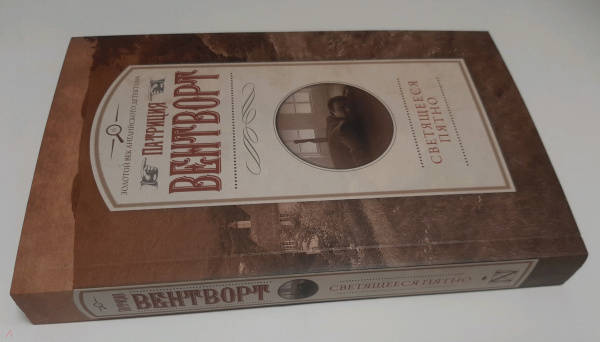 ЗОЛОТОЙ ВЕК АНГЛИЙСКОГО ДЕТЕКТИВА
ПАТРИЦИЯ
ВЕНТВОРТ
СВЕТЯЩЕЕСЯ
ПЯТНО
ВЕНТВОРТ
СВЕТЯЩЕЕСЯ ПЯТНО